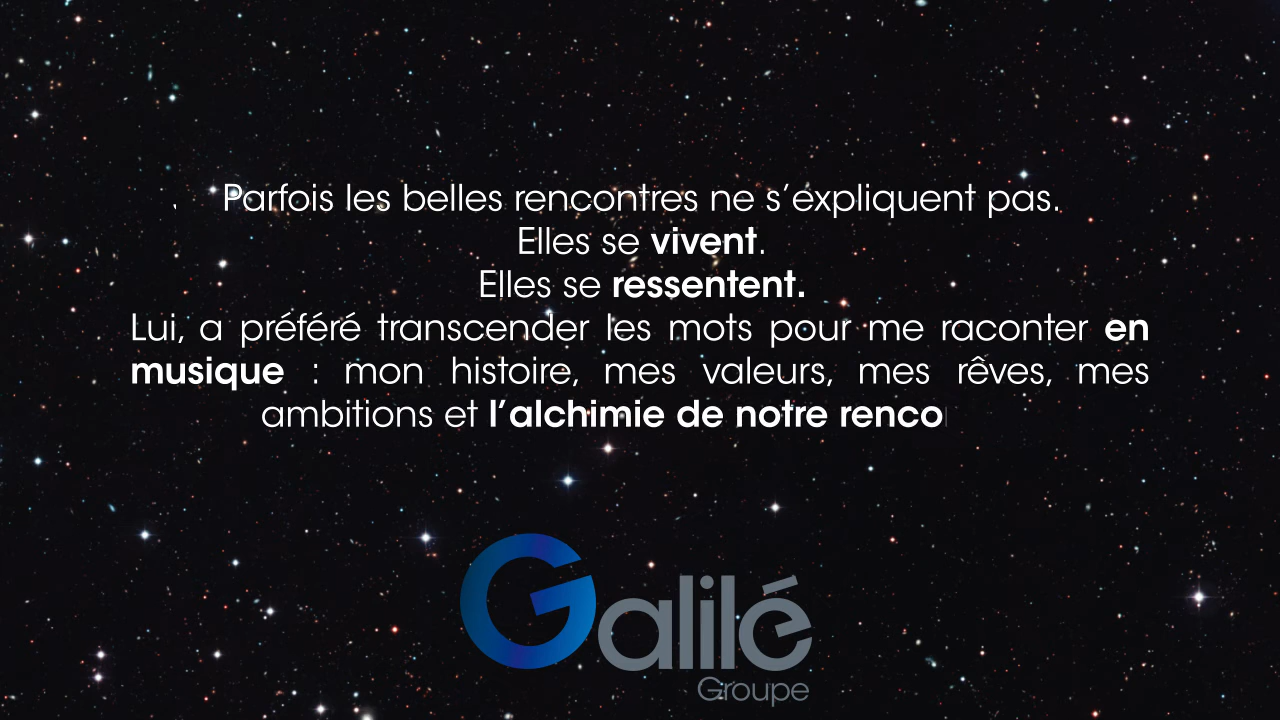 Parfois les belles rencontres ne s’expliquent pas.
Elles se vivent.
Elles se ressentent.
Lui, a préféré transcender les mots pour me raconter en
musique : mon histoire, mes valeurs, mes rêves, mes
ambitions et l’alchimie de notre renco
Galilé
Groupe